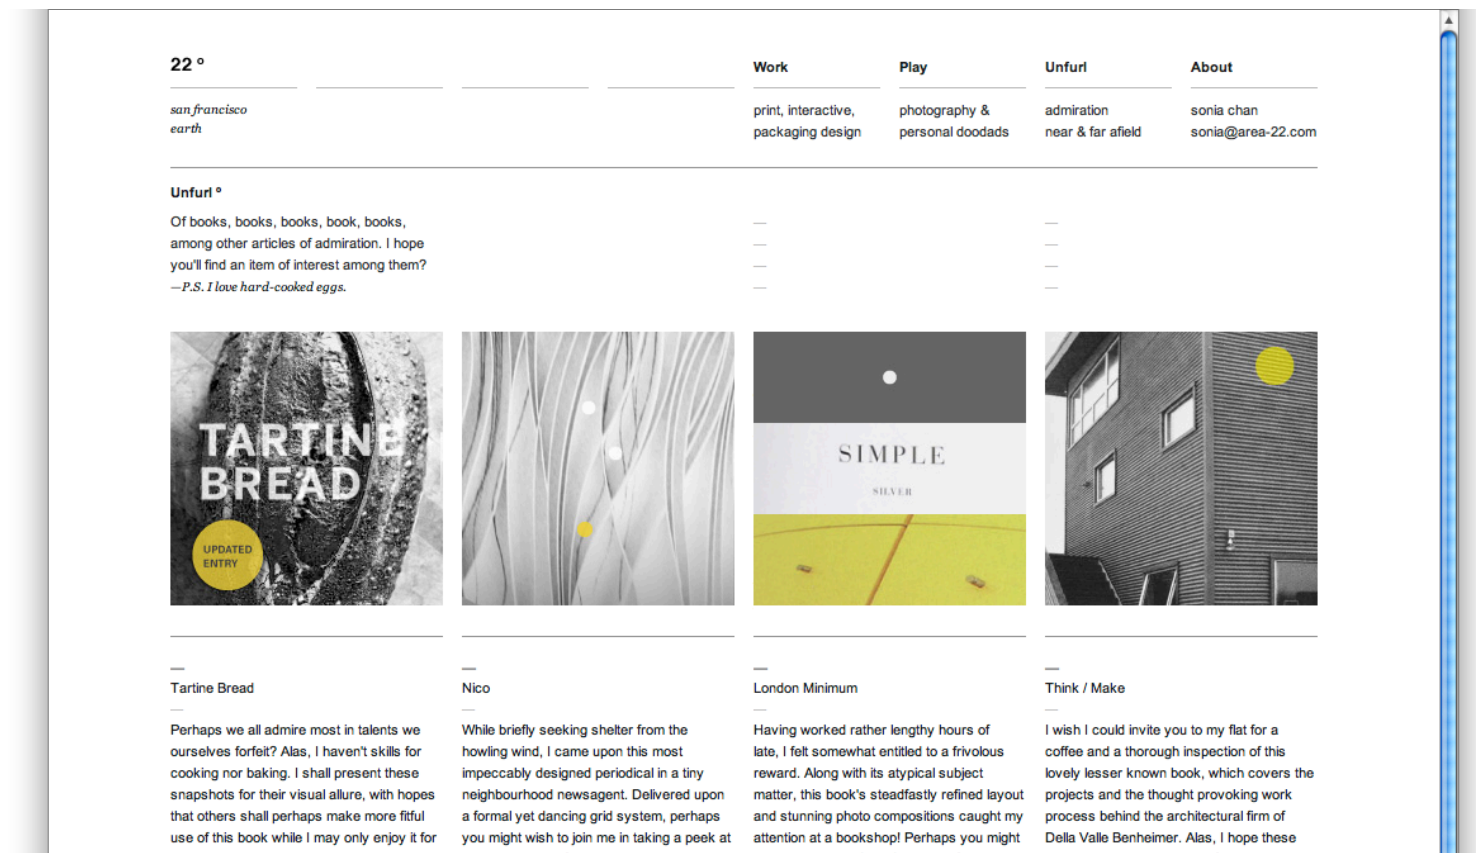 22 º
Work
Play
Unfurl
About
san francisco
earth
print, interactive,
packaging design
photography &
personal doodads
admiration
near & far afield
sonia chan
sonia@area-22.com
Unfurl º
Of books, books, books, book, books,
among other articles of admiration. I hope
you'll find an item of interest among them?
—P.S. I love hard-cooked eggs.
TARTINE
BREAD
UPDATED
ENTRY
SIMPLE
SILVER
Tartine Bread
Perhaps we all admire most in talents we
ourselves forfeit? Alas, I haven't skills for
cooking nor baking. I shall present these
snapshots for their visual allure, with hopes
that others shall perhaps make more fitful
use of this book while I may only enjoy it for
Nico
While briefly seeking shelter from the
howling wind, I came upon this most
impeccably designed periodical in a tiny
neighbourhood newsagent. Delivered upon
a formal yet dancing grid system, perhaps
you might wish to join me in taking a peek at
London Minimum
Having worked rather lengthy hours of
late, I felt somewhat entitled to a frivolous
reward. Along with its atypical subject
matter, this book's steadfastly refined layout
and stunning photo compositions caught my
attention at a bookshop! Perhaps you might
Think / Make
I wish I could invite you to my flat for a
coffee and a thorough inspection of this
lovely lesser known book, which covers the
projects and the thought provoking work
process behind the architectural firm of
Della Valle Benheimer. Alas, I hope these